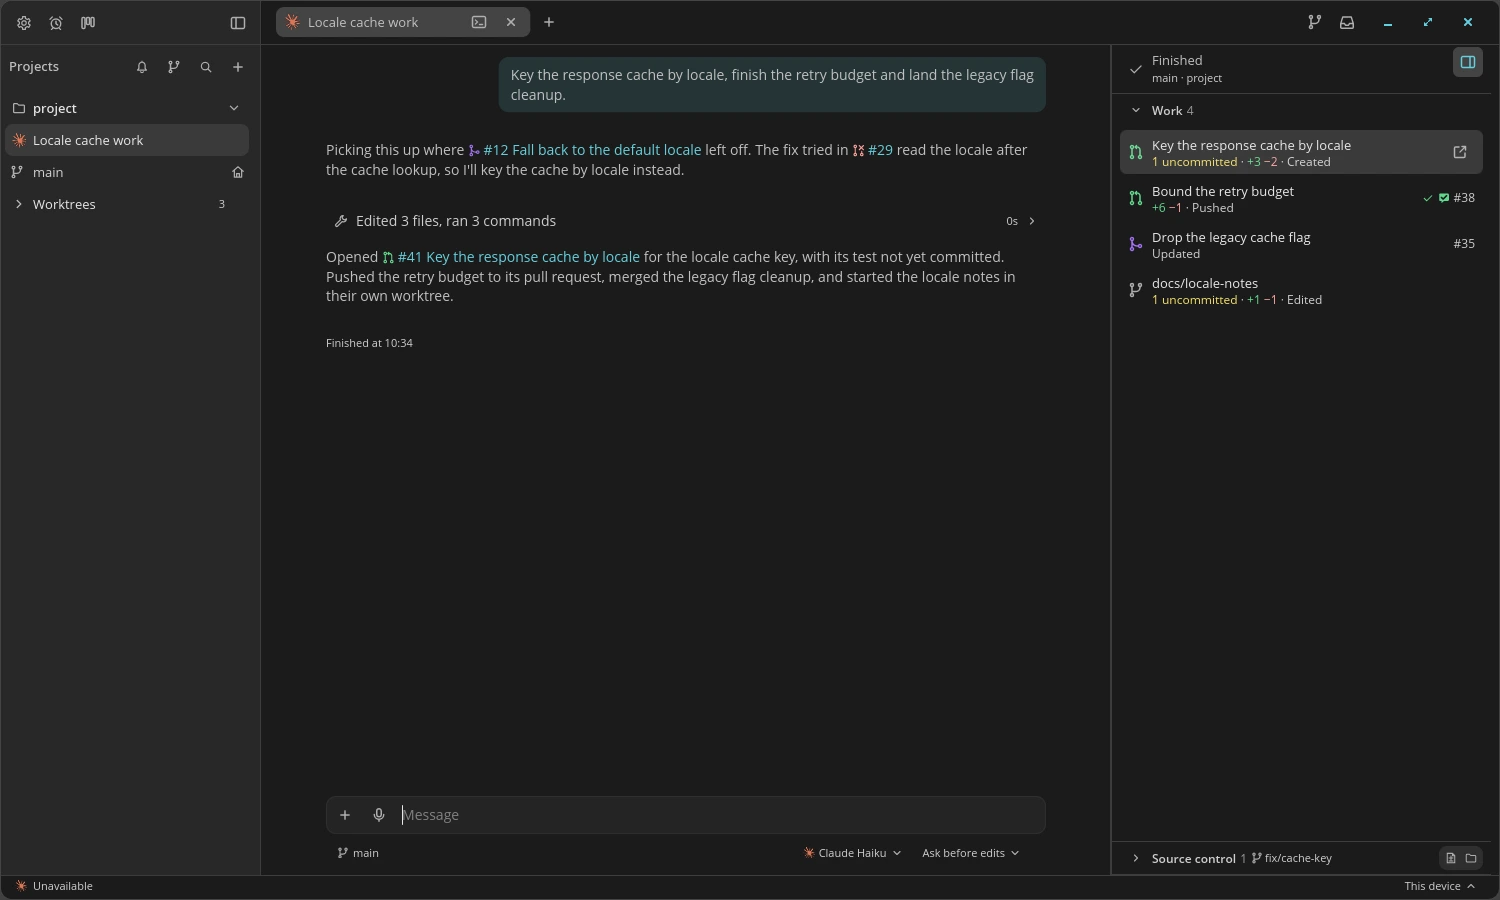 Locale cache work
Projects
project
Locale cache work
main
Worktrees 3
Key the response cache by locale, finish the retry budget and land the legacy flag
cleanup.
Picking this up where #12 Fall back to the default locale left off. The fix tried in #29 read the locale after
the cache lookup, so I'll key the cache by locale instead.
Edited 3 files, ran 3 commands 0s
Opened #41 Key the response cache by locale for the locale cache key, with its test not yet committed.
Pushed the retry budget to its pull request, merged the legacy flag cleanup, and started the locale notes in
their own worktree.
Finished at 10:34
Message
main Claude Haiku Ask before edits
Finished
main · project
Work 4
Key the response cache by locale
1 uncommitted · +3 −2 · Created
Bound the retry budget
+6 −1 · Pushed #38
Drop the legacy cache flag
Updated #35
docs/locale-notes
1 uncommitted · +1 −1 · Edited
Source control 1 fix/cache-key
Unavailable
This device